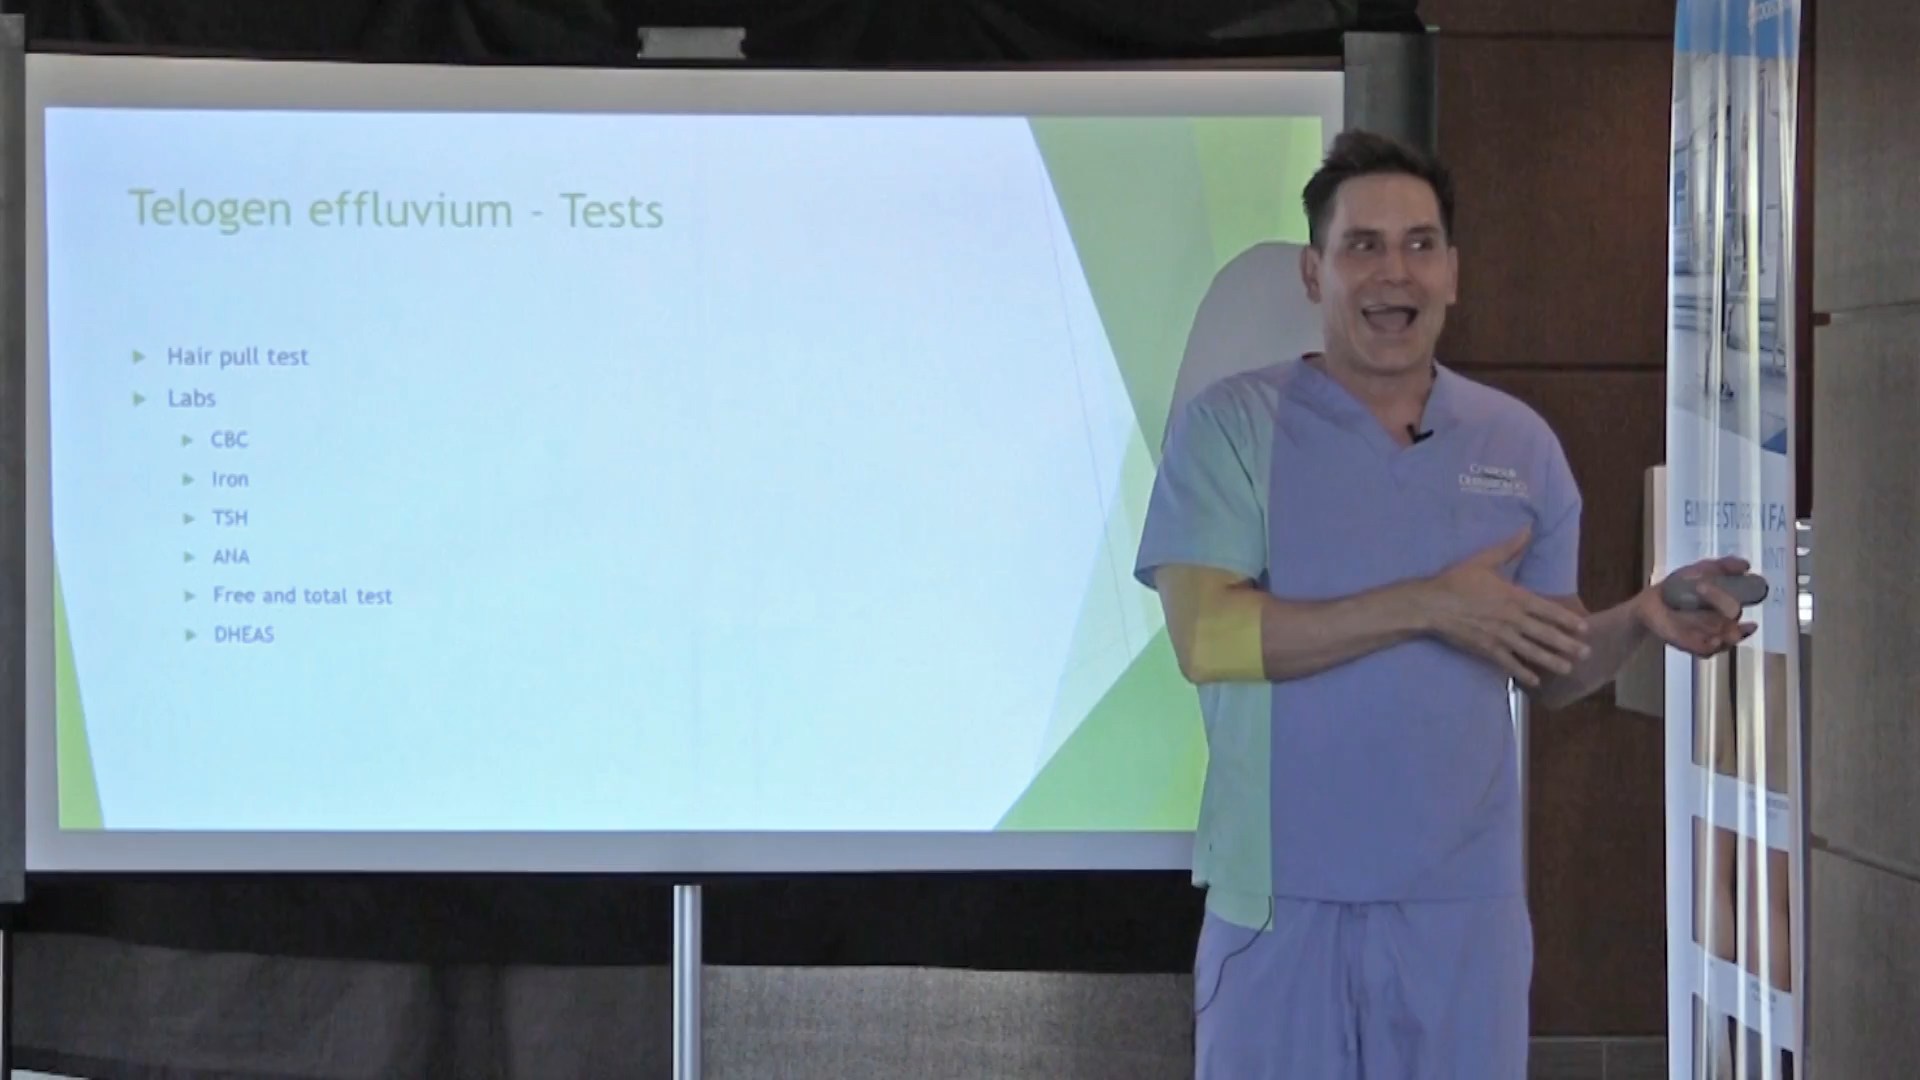 Telogen effluvium - Tests
Hair pull test
Labs
CBC
Iron
TSH
ANA
Free and total test
DHEAS